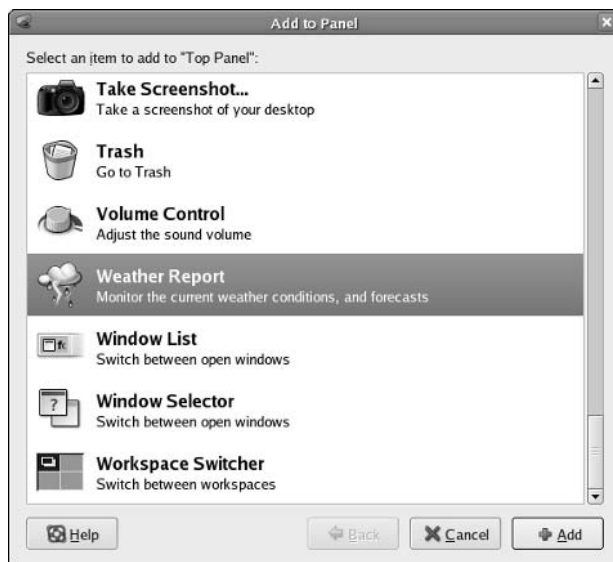 Add to Panel
Select an item to add to "Top Panel":
Take Screenshot...
Take a screenshot of your desktop
Trash
Go to Trash
Volume Control
Adjust the sound volume
Weather Report
Monitor the current weather conditions, and forecasts
Window List
Switch between open windows
Window Selector
Switch between open windows
Workspace Switcher
Switch between workspaces
Help Back Cancel Add